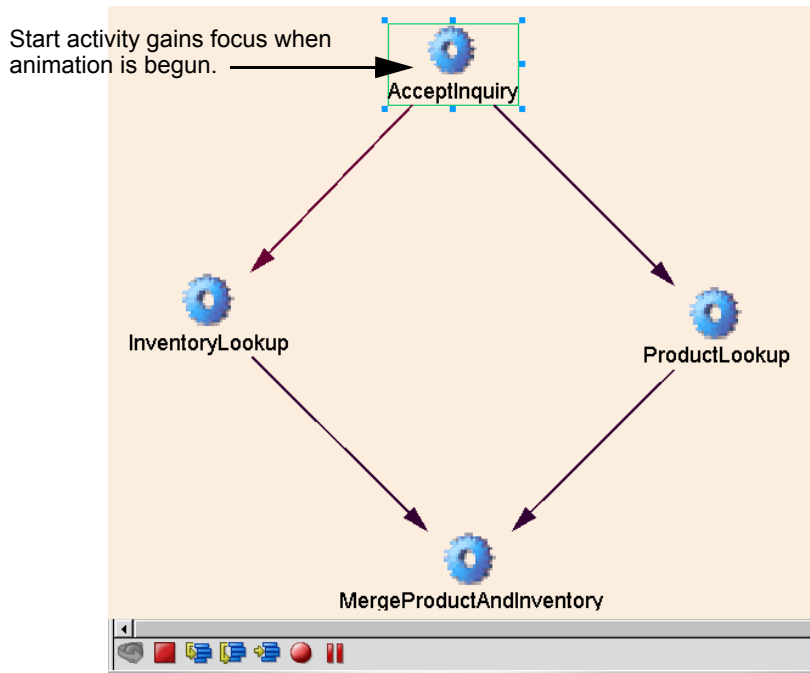 Start activity gains focus when
animation is begun.
AcceptInquiry
InventoryLookup
ProductLookup
MergeProductAndInventory